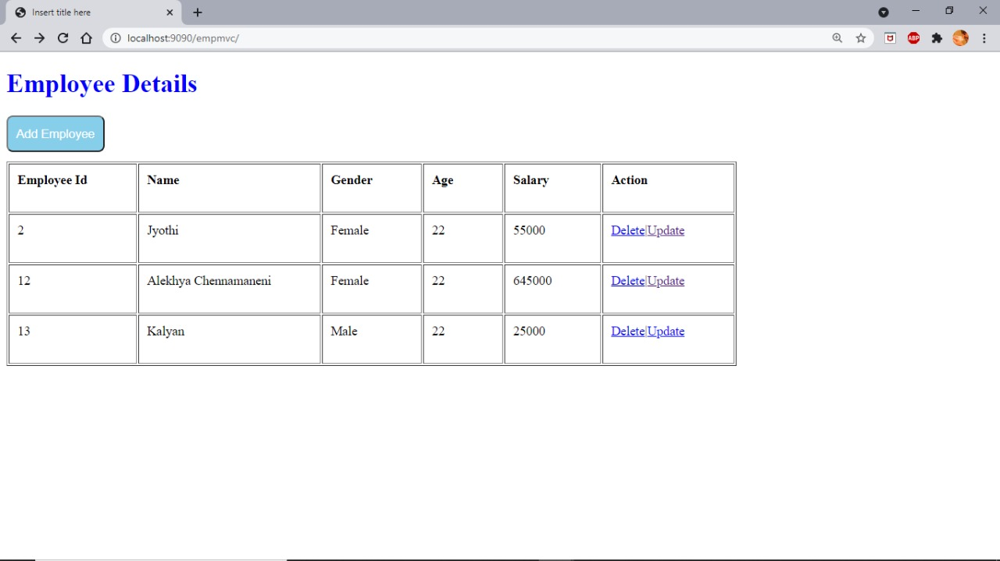 Insert title here
localhost:9090/empmvc/
ABP
Employee Details
Add Employee
Employee Id Name Gender Age Salary Action
2 Jyothi Female 22 55000 Delete|Update
12 Alekhya Chennamaneni Female 22 645000 Delete|Update
13 Kalyan Male 22 25000 Delete|Update